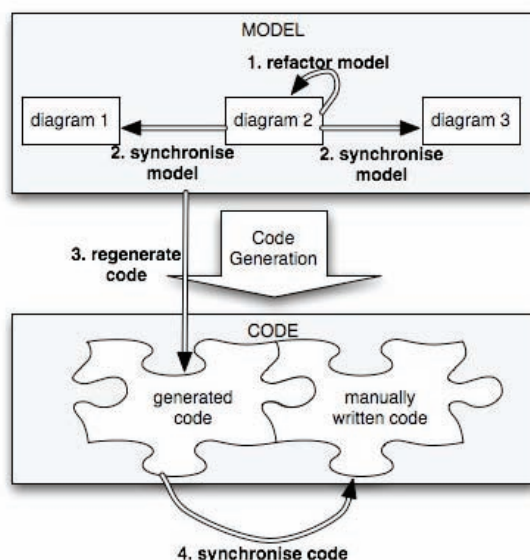 MODEL
1. refactor model
diagram 1
diagram 2
diagram 3
2. synchronise
model
2. synchronise
model
3. regenerate
code
Code
Generation
CODE
generated
code
manually
written code
4. synchronise code